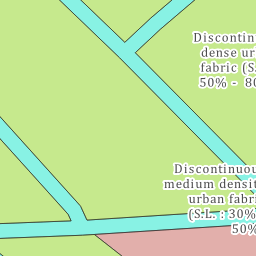 Discontin
dense ur
fabric (S.
50% - 80
Discontinuou
medium densit
urban fabri
(S.L. : 30%
50%